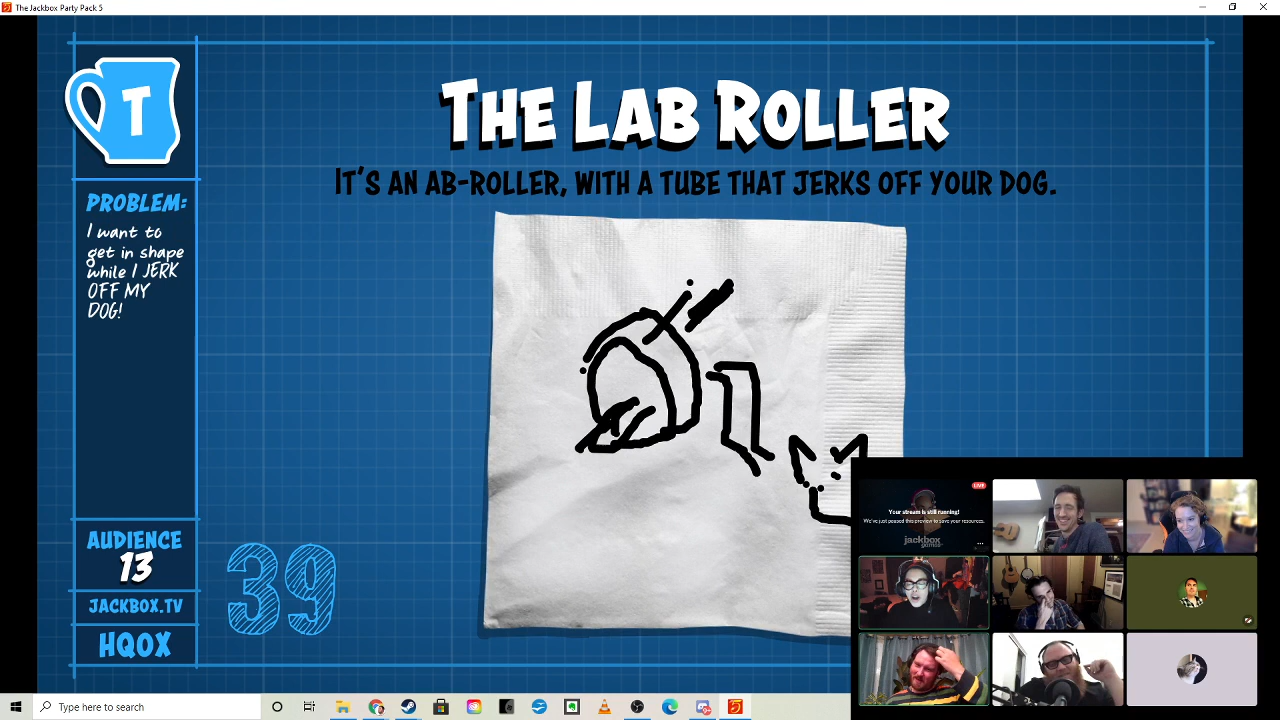 The Jackbox Party Pack 5
T
THE LAB ROLLER
IT'S AN AB-ROLLER, WITH A TUBE THAT JERKS OFF YOUR DOG.
PROBLEM:
I want to
get in shape
while I JERK
OFF MY
DOG!
AUDIENCE
13
JACKBOX.TV
HQOX
39
LIVE
Your stream is still running!
We've just paused this preview to save your resources.
jackbox
games
Type here to search